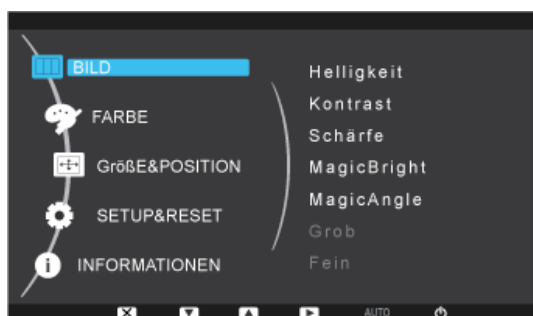 BILD
FARBE
GrößE&POSITION
SETUP&RESET
INFORMATIONEN
Helligkeit
Kontrast
Schärfe
MagicBright
MagicAngle
Grob
Fein
AUTO